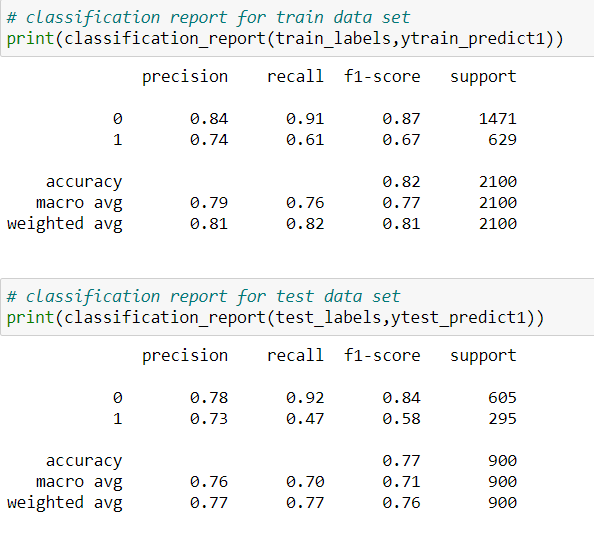 # classification report for train data set
print(classification_report(train_labels,ytrain_predict1))
precision recall f1-score support
0 0.84 0.91 0.87 1471
1 0.74 0.61 0.67 629
accuracy 0.82 2100
macro avg 0.79 0.76 0.77 2100
weighted avg 0.81 0.82 0.81 2100
# classification report for test data set
print(classification_report(test_labels,ytest_predict1))
precision recall f1-score support
0 0.78 0.92 0.84 605
1 0.73 0.47 0.58 295
accuracy 0.77 900
macro avg 0.76 0.70 0.71 900
weighted avg 0.77 0.77 0.76 900